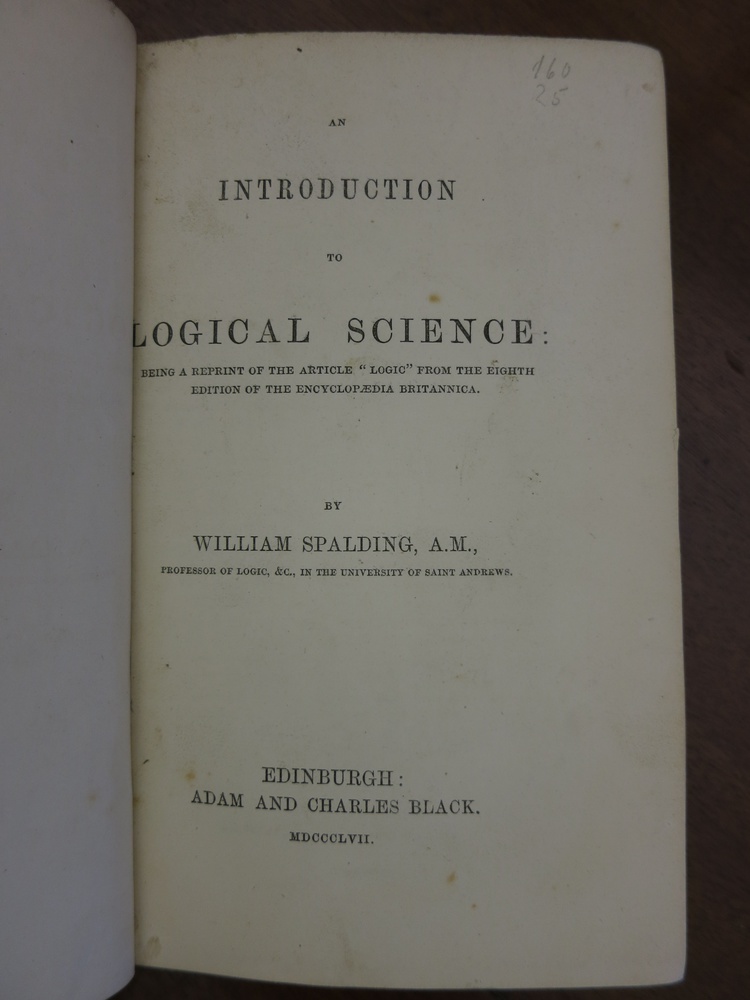 160
25
AN
INTRODUCTION
TO
LOGICAL SCIENCE:
BEING A REPRINT OF THE ARTICLE "LOGIC" FROM THE EIGHTH
EDITION OF THE ENCYCLOPÆDIA BRITANNICA.
BY
WILLIAM SPALDING, A.M.,
PROFESSOR OF LOGIC, &C., IN THE UNIVERSITY OF SAINT ANDREWS.
EDINBURGH:
ADAM AND CHARLES BLACK.
MDCCCLVII.